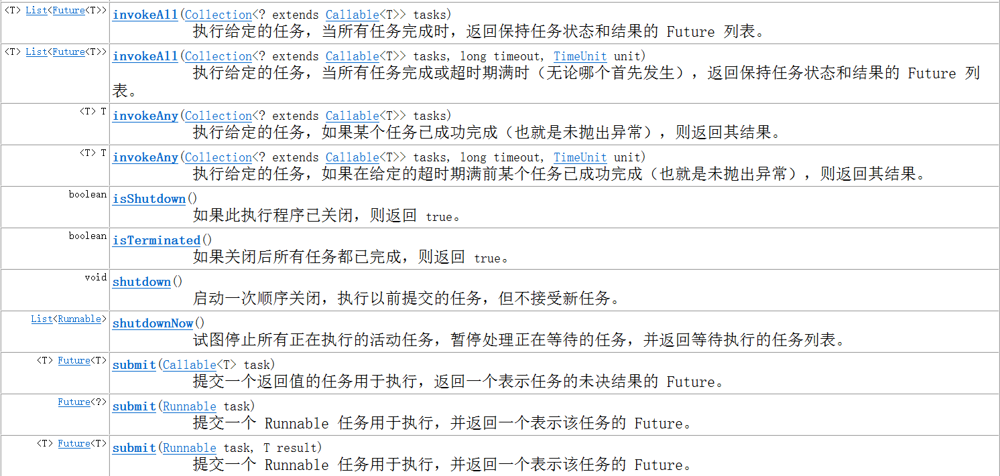 <T> List<Future<T>> invokeAll(Collection<? extends Callable<T>> tasks)
执行给定的任务，当所有任务完成时，返回保持任务状态和结果的 Future 列表。
<T> List<Future<T>> invokeAll(Collection<? extends Callable<T>> tasks, long timeout, TimeUnit unit)
执行给定的任务，当所有任务完成或超时期满时（无论哪个首先发生），返回保持任务状态和结果的 Future 列
表。
<T> T invokeAny(Collection<? extends Callable<T>> tasks)
执行给定的任务，如果某个任务已成功完成（也就是未抛出异常），则返回其结果。
<T> T invokeAny(Collection<? extends Callable<T>> tasks, long timeout, TimeUnit unit)
执行给定的任务，如果在给定的超时期满前某个任务已成功完成（也就是未抛出异常），则返回其结果。
boolean isShutdown()
如果此执行程序已关闭，则返回 true。
boolean isTerminated()
如果关闭后所有任务都已完成，则返回 true。
void shutdown()
启动一次顺序关闭，执行以前提交的任务，但不接受新任务。
List<Runnable> shutdownNow()
试图停止所有正在执行的活动任务，暂停处理正在等待的任务，并返回等待执行的任务列表。
<T> Future<T> submit(Callable<T> task)
提交一个返回值的任务用于执行，返回一个表示任务的未决结果的 Future。
Future<?> submit(Runnable task)
提交一个 Runnable 任务用于执行，并返回一个表示该任务的 Future。
<T> Future<T> submit(Runnable task, T result)
提交一个 Runnable 任务用于执行，并返回一个表示该任务的 Future。